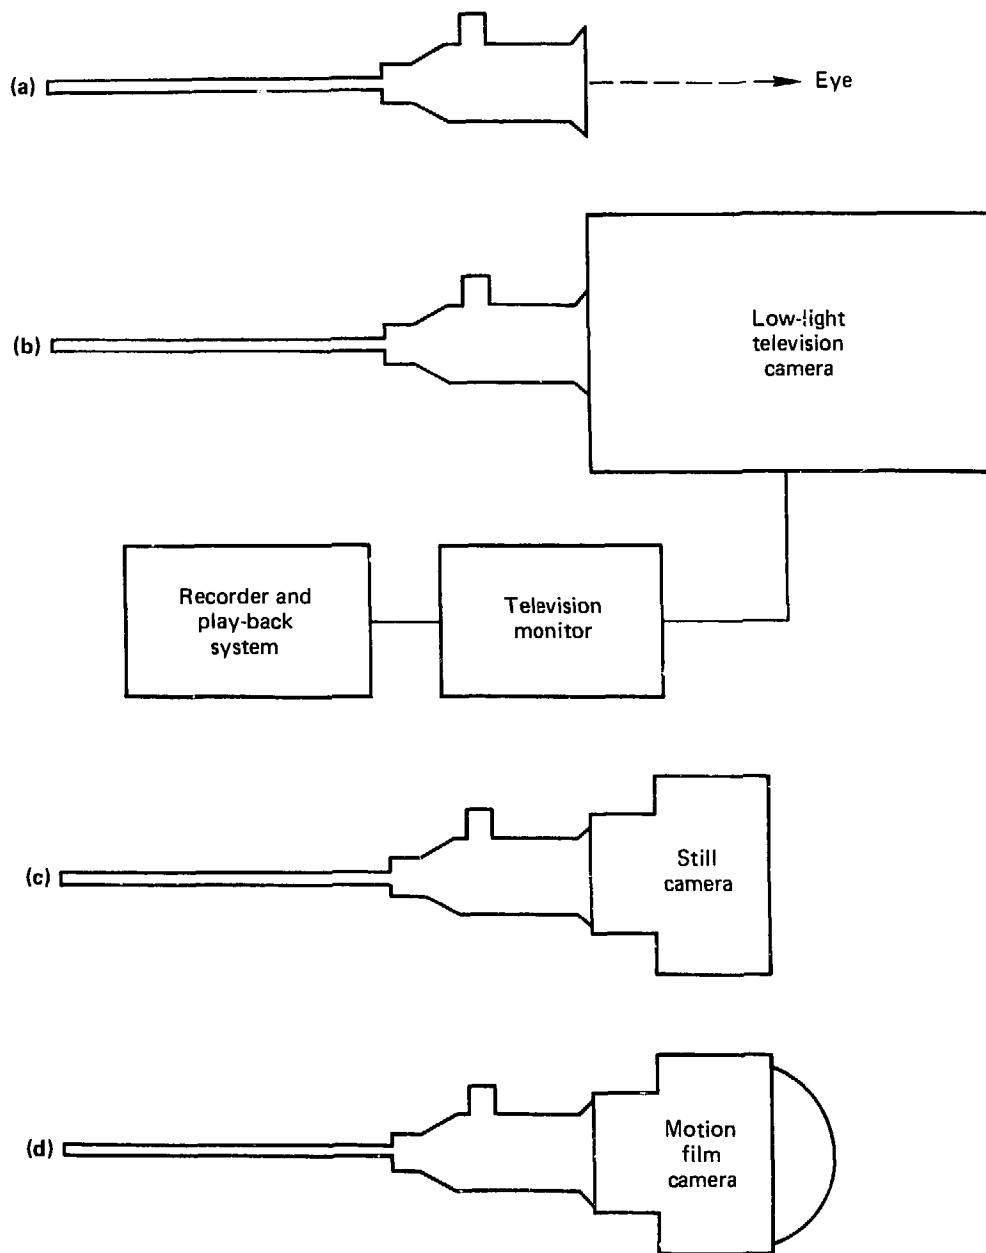 (a)
Eye
(b)
Low-light
television
camera
Recorder and
play-back
system
Television
monitor
(c)
Still
camera
(d)
Motion
film
camera